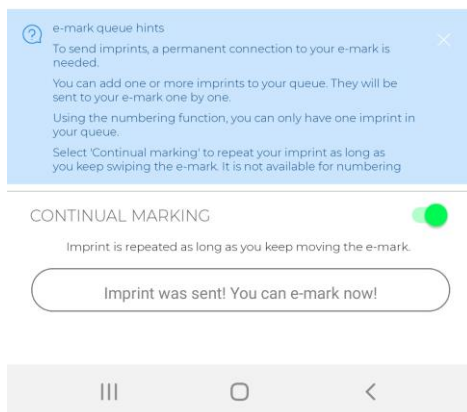 e-mark queue hints
To send imprints, a permanent connection to your e-mark is
needed.
You can add one or more imprints to your queue. They will be
sent to your e-mark one by one.
Using the numbering function, you can only have one imprint in
your queue.
Select 'Continual marking' to repeat your imprint as long as
you keep swiping the e-mark. It is not available for numbering
CONTINUAL MARKING
Imprint is repeated as long as you keep moving the e-mark.
Imprint was sent! You can e-mark now!